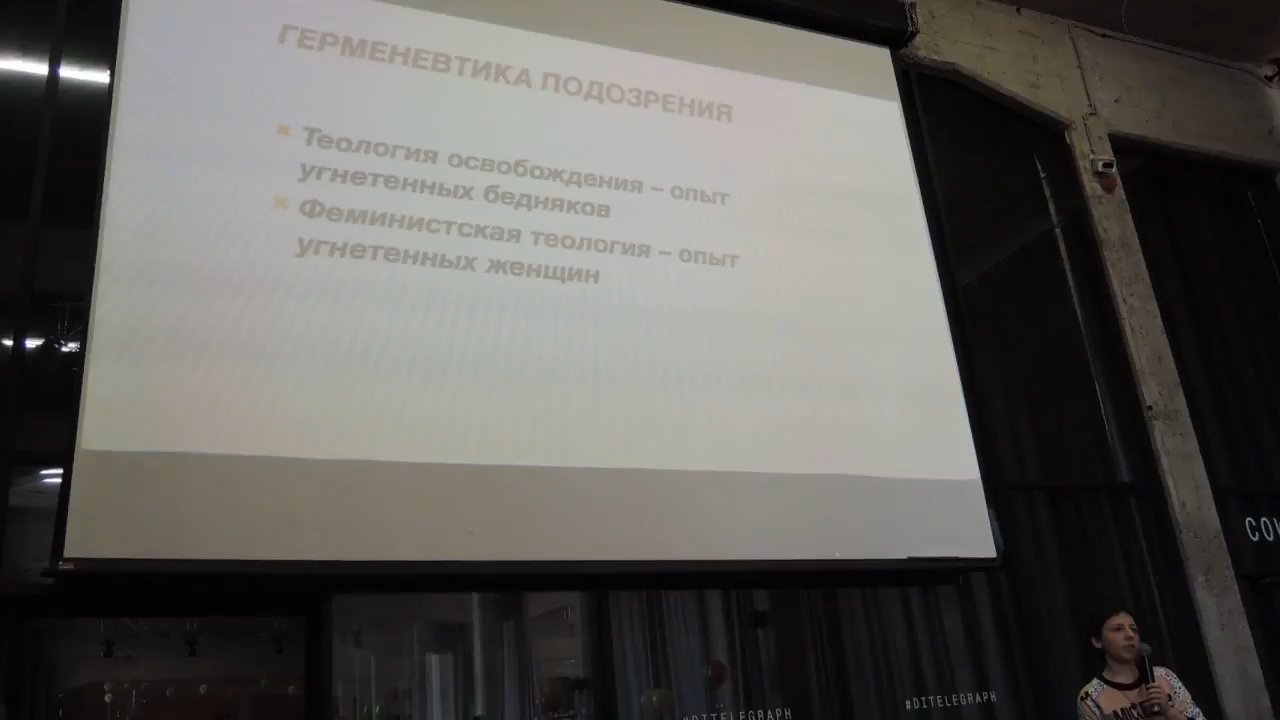 ГЕРМЕНЕВТИКА ПОДОЗРЕНИЯ
Теология освобождения – опыт
угнетенных бедняков
Феминистская теология – опыт
угнетенных женщин
#DITELEGRAPH
#DITELEGRAPH